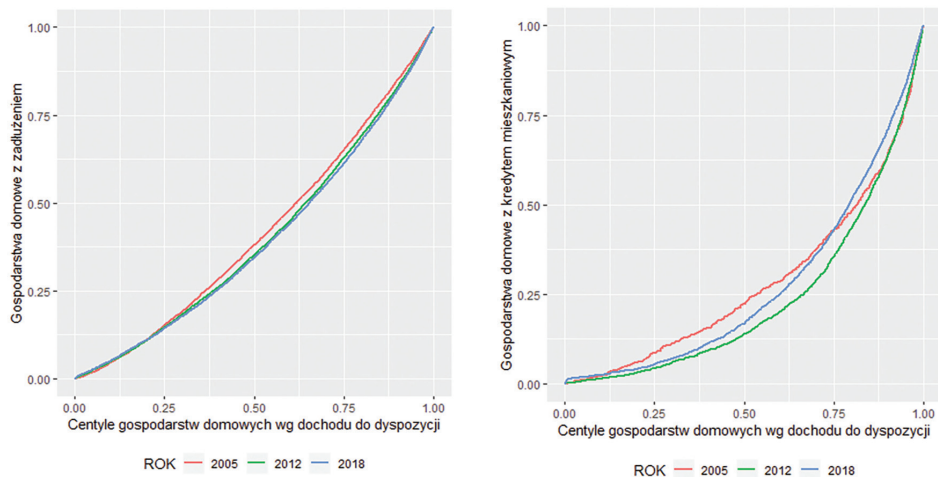 Gospodarstwa domowe z zadłużeniem
1.00
0.75
0.50
0.25
0.00
0.00 0.25 0.50 0.75 1.00
Centyle gospodarstw domowych wg dochodu do dyspozycji
ROK 2005 2012 2018
Gospodarstwa domowe z kredytem mieszkaniowym
1.00
0.75
0.50
0.25
0.00
0.00 0.25 0.50 0.75 1.00
Centyle gospodarstw domowych wg dochodu do dyspozycji
ROK 2005 2012 2018